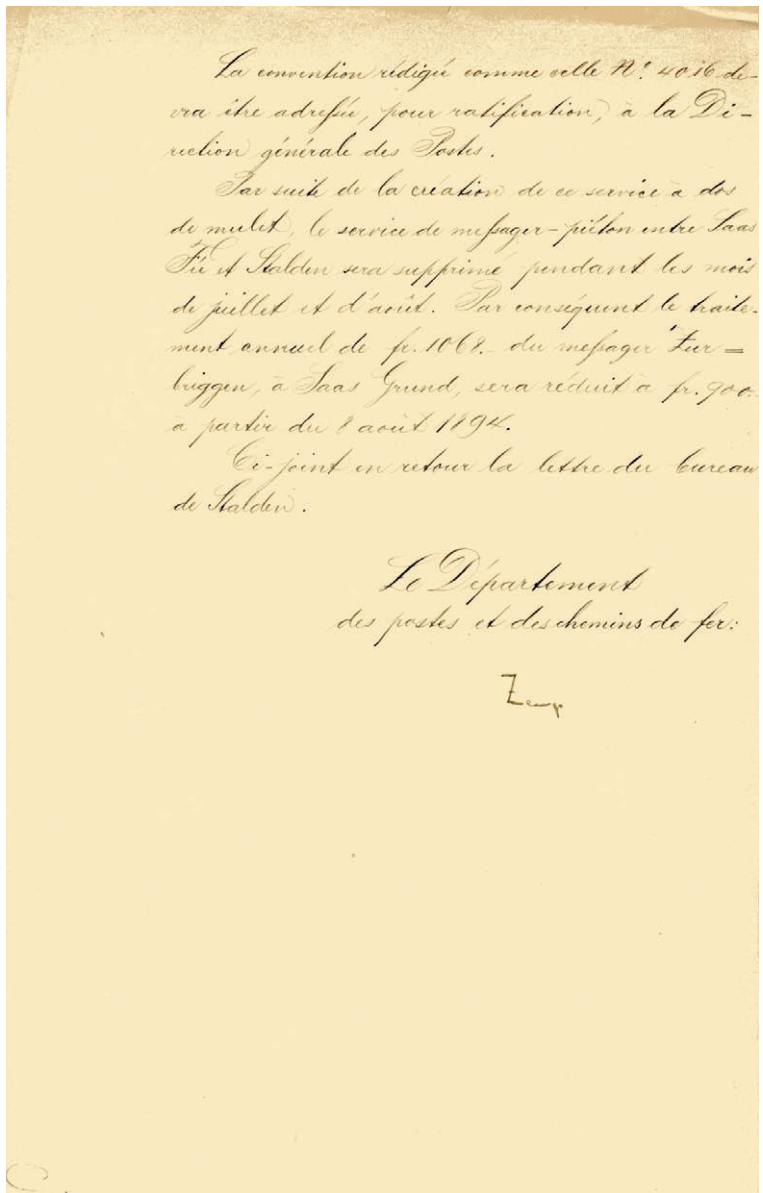 La convention rédigée comme celle N° 4016 de-
vra être adressée, pour ratification, à la Di-
rection générale des Postes.
Par suite de la création de ce service à dos
de mulet, le service de messager-piéton entre Saas
Fée et Stalden sera supprimé pendant les mois
de juillet et d'août. Par conséquent le traite-
ment annuel de fr. 1068.- du messager Zur=
briggen, à Saas Grund, sera réduit à fr. 900.
à partir du 8 août 1894.
Ci-joint en retour la lettre du bureau
de Stalden.
Le Département
des postes et des chemins de fer:
Zemp